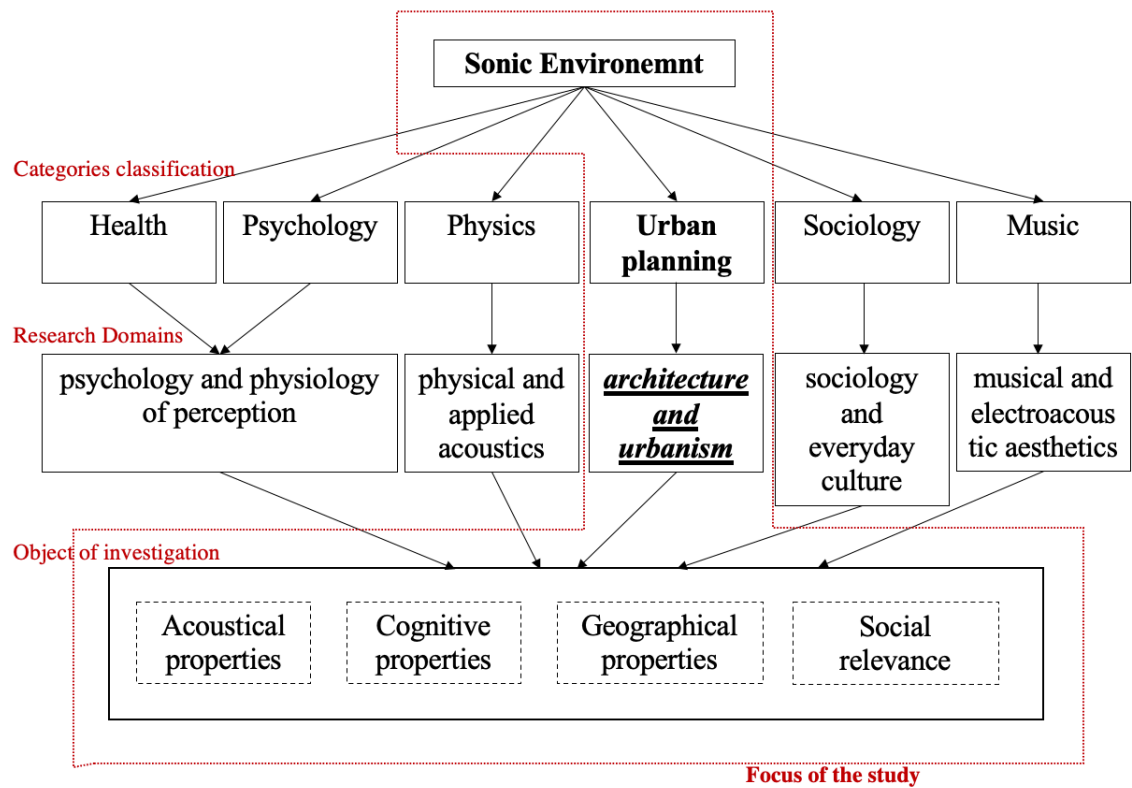 Sonic Environemnt
Categories classification
Health
Psychology
Physics
Urban
planning
Sociology
Music
Research Domains
psychology and physiology
of perception
physical and
applied
acoustics
architecture
and
urbanism
sociology
and
everyday
culture
musical and
electroacous
tic aesthetics
Object of investigation
Acoustical
properties
Cognitive
properties
Geographical
properties
Social
relevance
Focus of the study